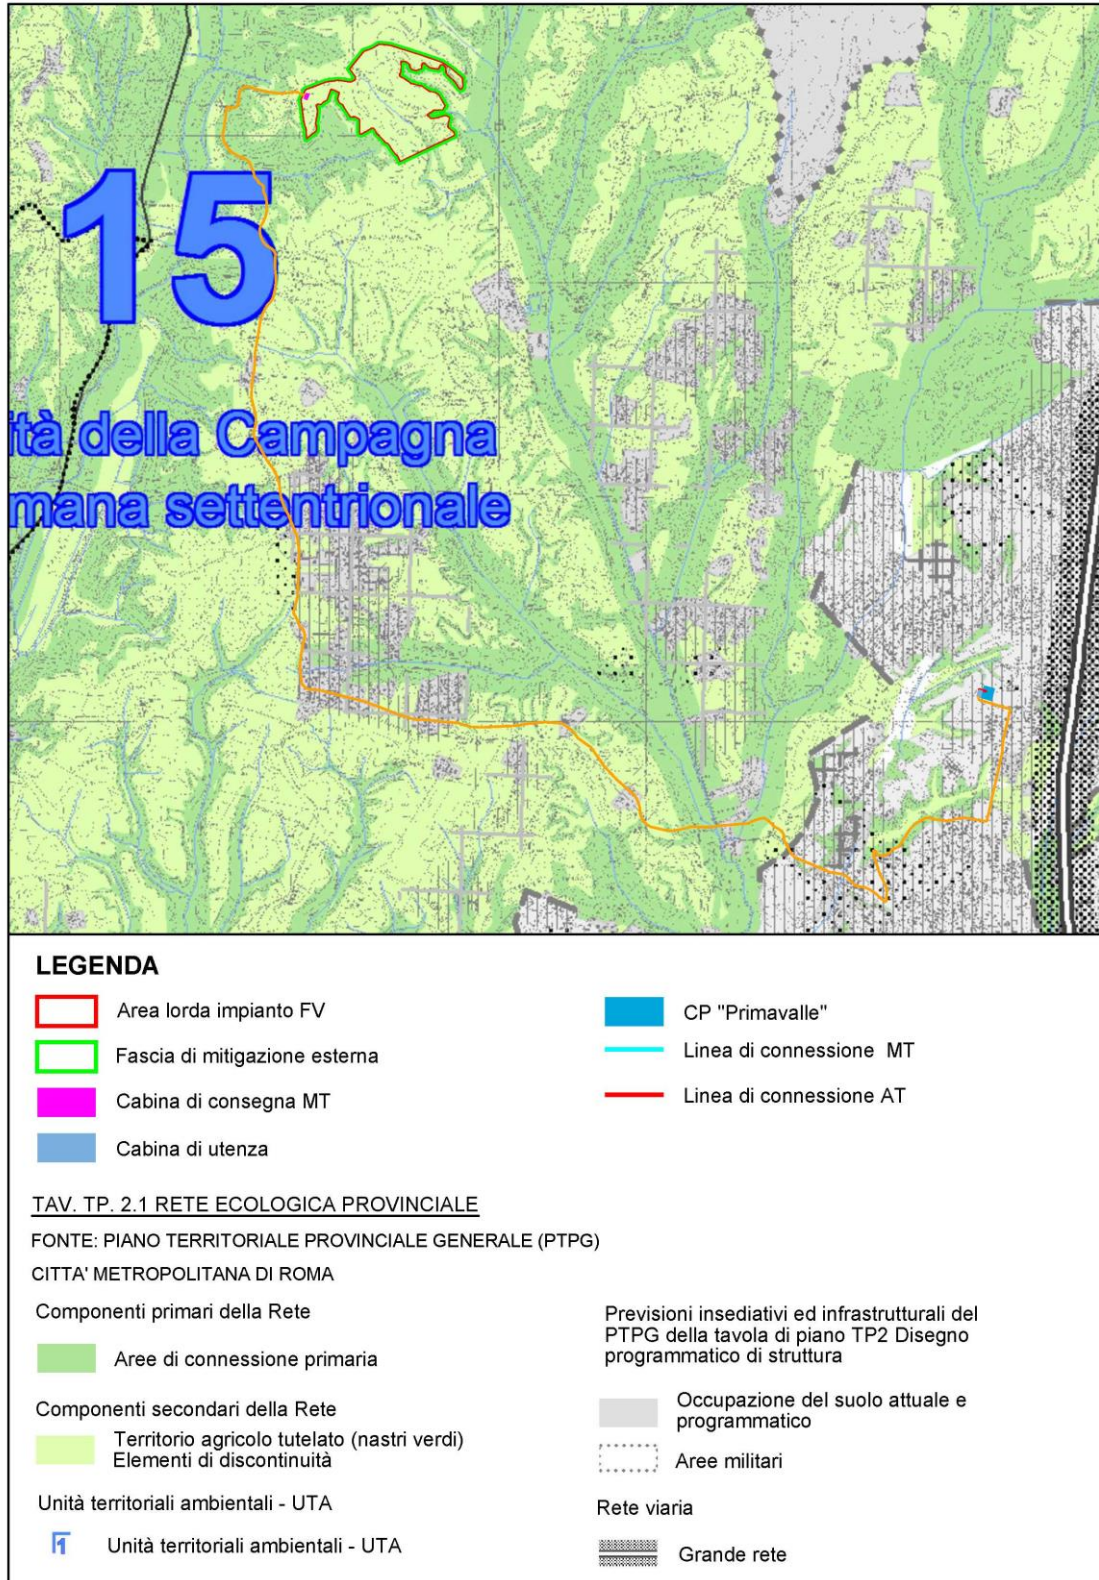 15
ità della Campagna
mana settentrionale
LEGENDA
Area lorda impianto FV
Fascia di mitigazione esterna
Cabina di consegna MT
Cabina di utenza
CP "Primavalle"
Linea di connessione MT
Linea di connessione AT
TAV. TP. 2.1 RETE ECOLOGICA PROVINCIALE
FONTE: PIANO TERRITORIALE PROVINCIALE GENERALE (PTPG)
CITTA' METROPOLITANA DI ROMA
Componenti primari della Rete
Aree di connessione primaria
Componenti secondari della Rete
Territorio agricolo tutelato (nastri verdi)
Elementi di discontinuità
Unità territoriali ambientali - UTA
1
Unità territoriali ambientali - UTA
Previsioni insediativi ed infrastrutturali del
PTPG della tavola di piano TP2 Disegno
programmatico di struttura
Occupazione del suolo attuale e
programmatico
Aree militari
Rete viaria
Grande rete